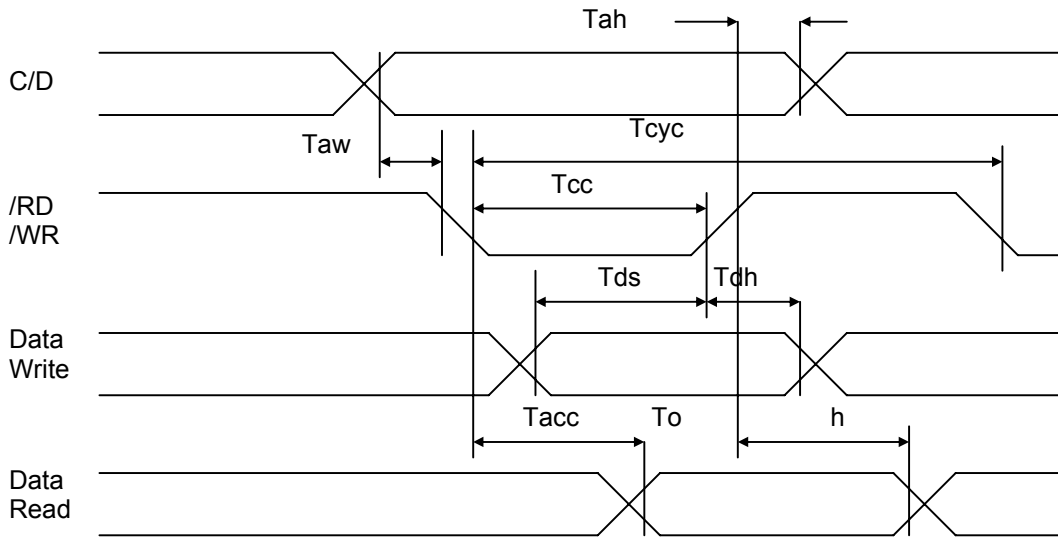 Tah
C/D
Tcyc
Taw
Tcc
/RD
/WR
Tds Tdh
Data
Write
Tacc To h
Data
Read